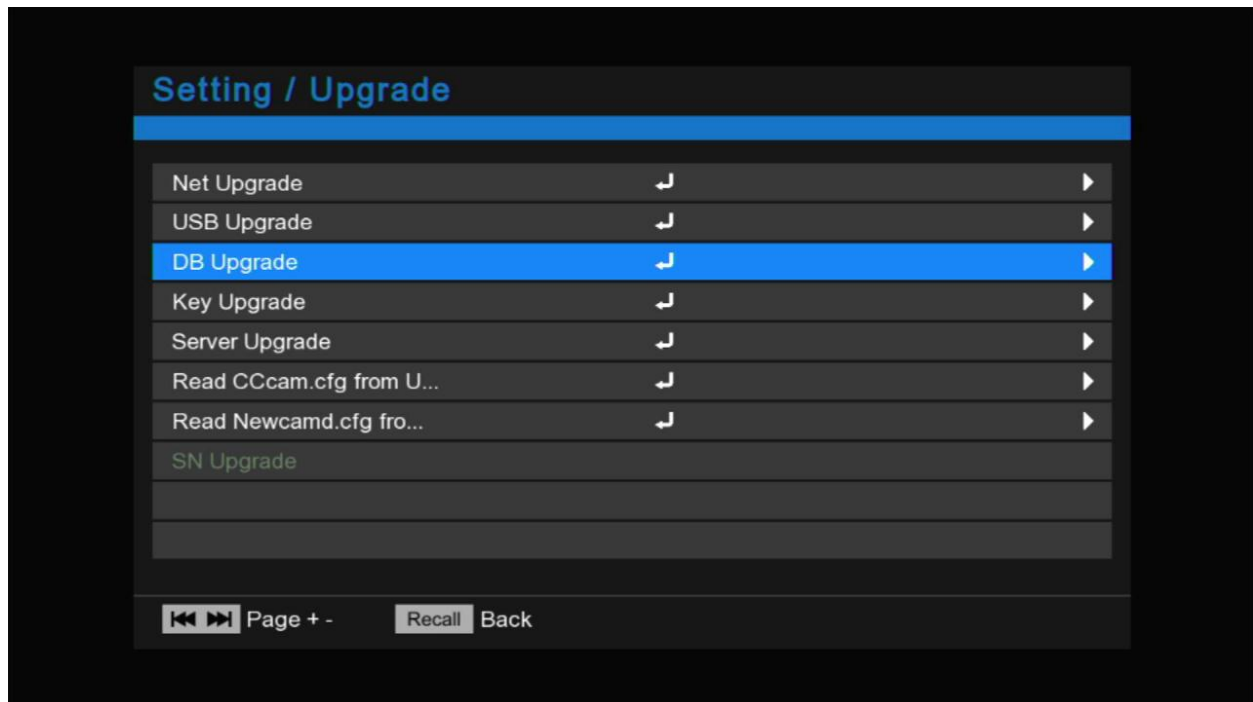 Setting / Upgrade
Net Upgrade
USB Upgrade
DB Upgrade
Key Upgrade
Server Upgrade
Read CCcam.cfg from U...
Read Newcamd.cfg fro...
SN Upgrade
Page + - Recall Back